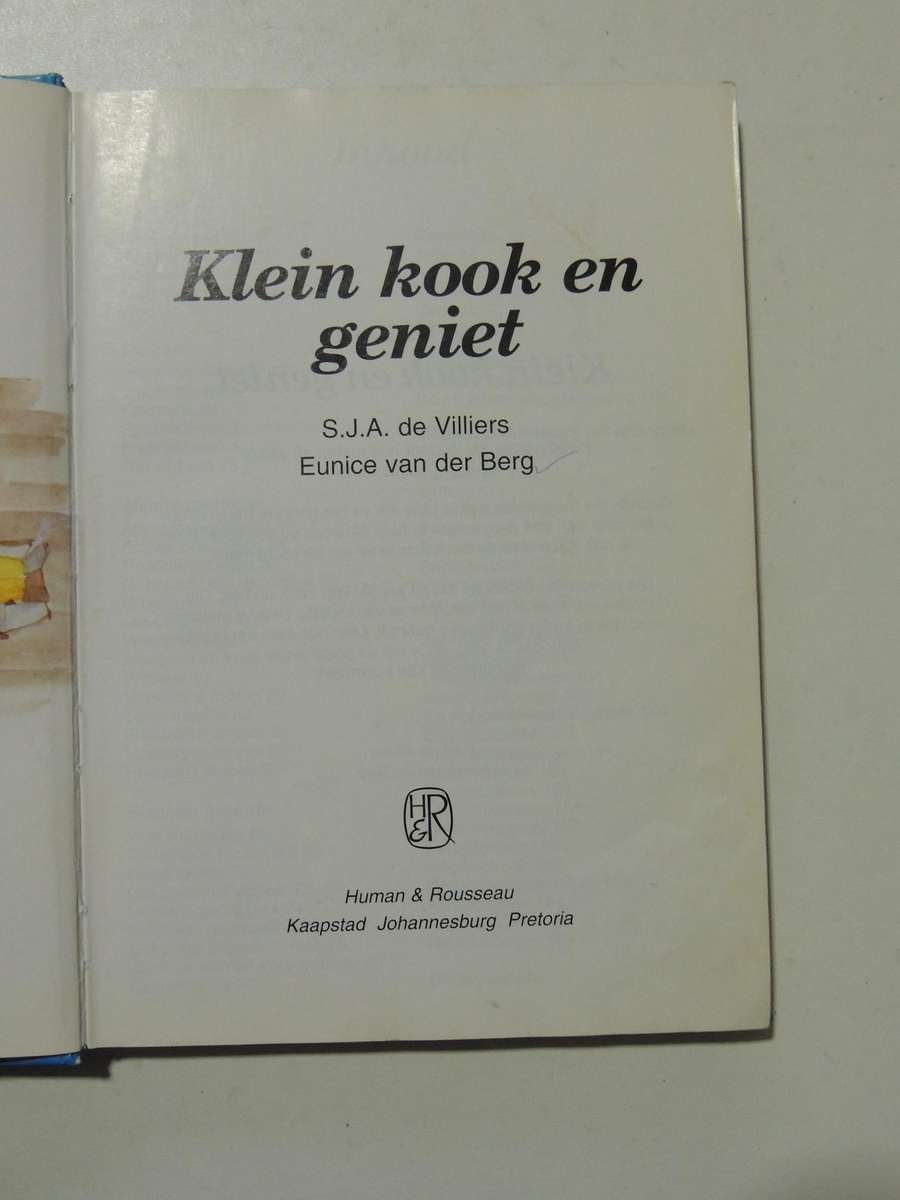 Klein kook en
geniet
S.J.A. de Villiers
Eunice van der Berg
H
&R
Human & Rousseau
Kaapstad Johannesburg Pretoria